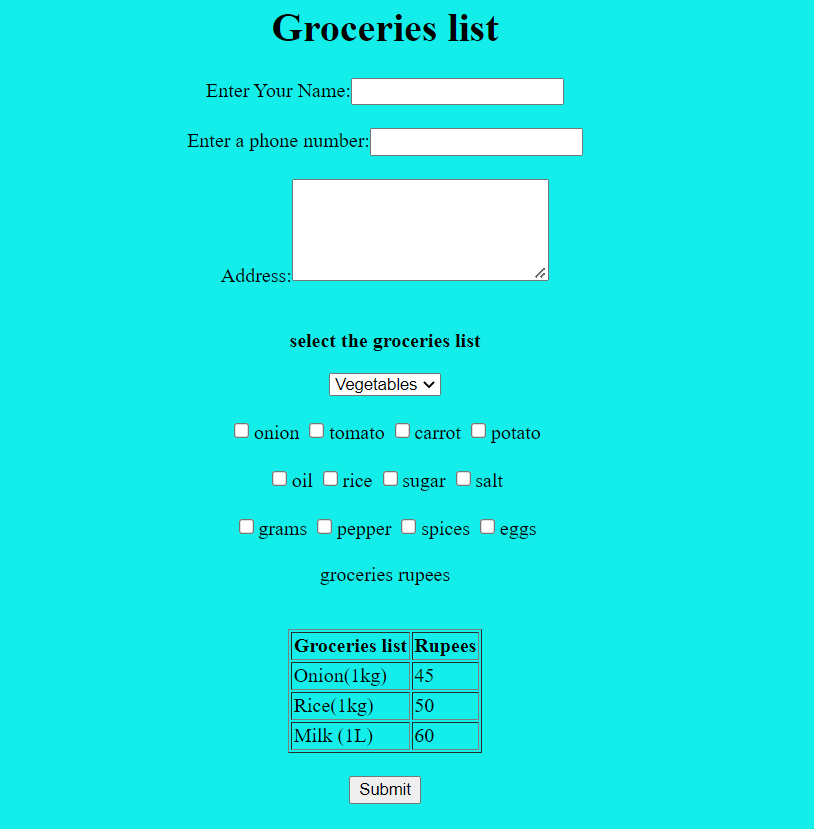 Groceries list
Enter Your Name:
Enter a phone number:
Address:
select the groceries list
Vegetables
onion tomato carrot potato
oil rice sugar salt
grams pepper spices eggs
groceries rupees
Groceries list Rupees
Onion(1kg) 45
Rice(1kg) 50
Milk (1L) 60
Submit